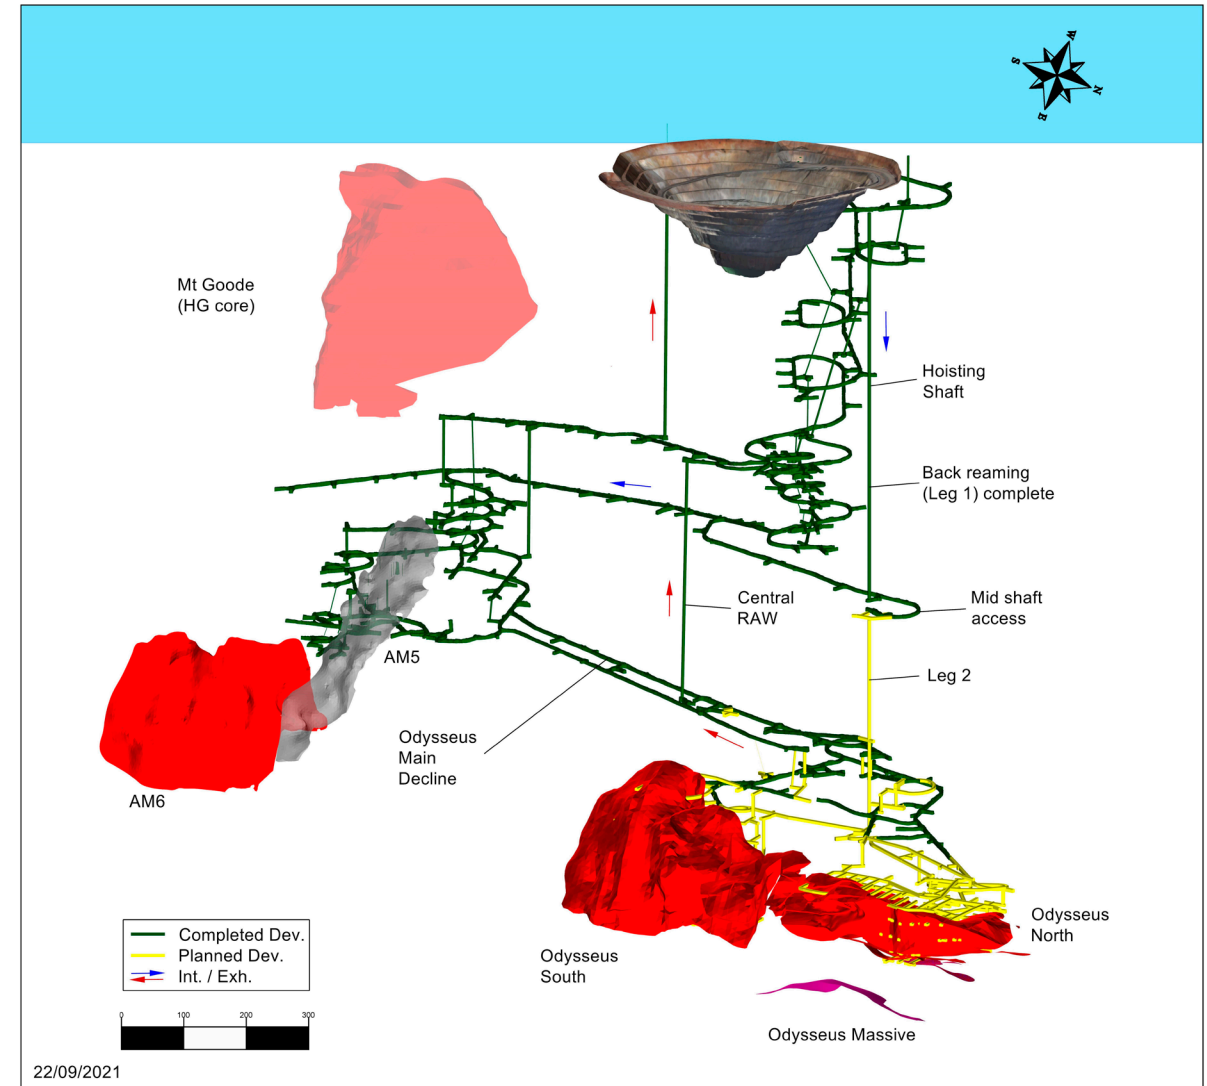 W
S
N
E
Mt Goode
(HG core)
Hoisting
Shaft
Back reaming
(Leg 1) complete
Central
RAW
Mid shaft
access
AM5
Leg 2
Odysseus
Main
Decline
AM6
Odysseus
North
Odysseus
South
Odysseus Massive
Completed Dev.
Planned Dev.
Int. / Exh.
0 100 200 300
22/09/2021